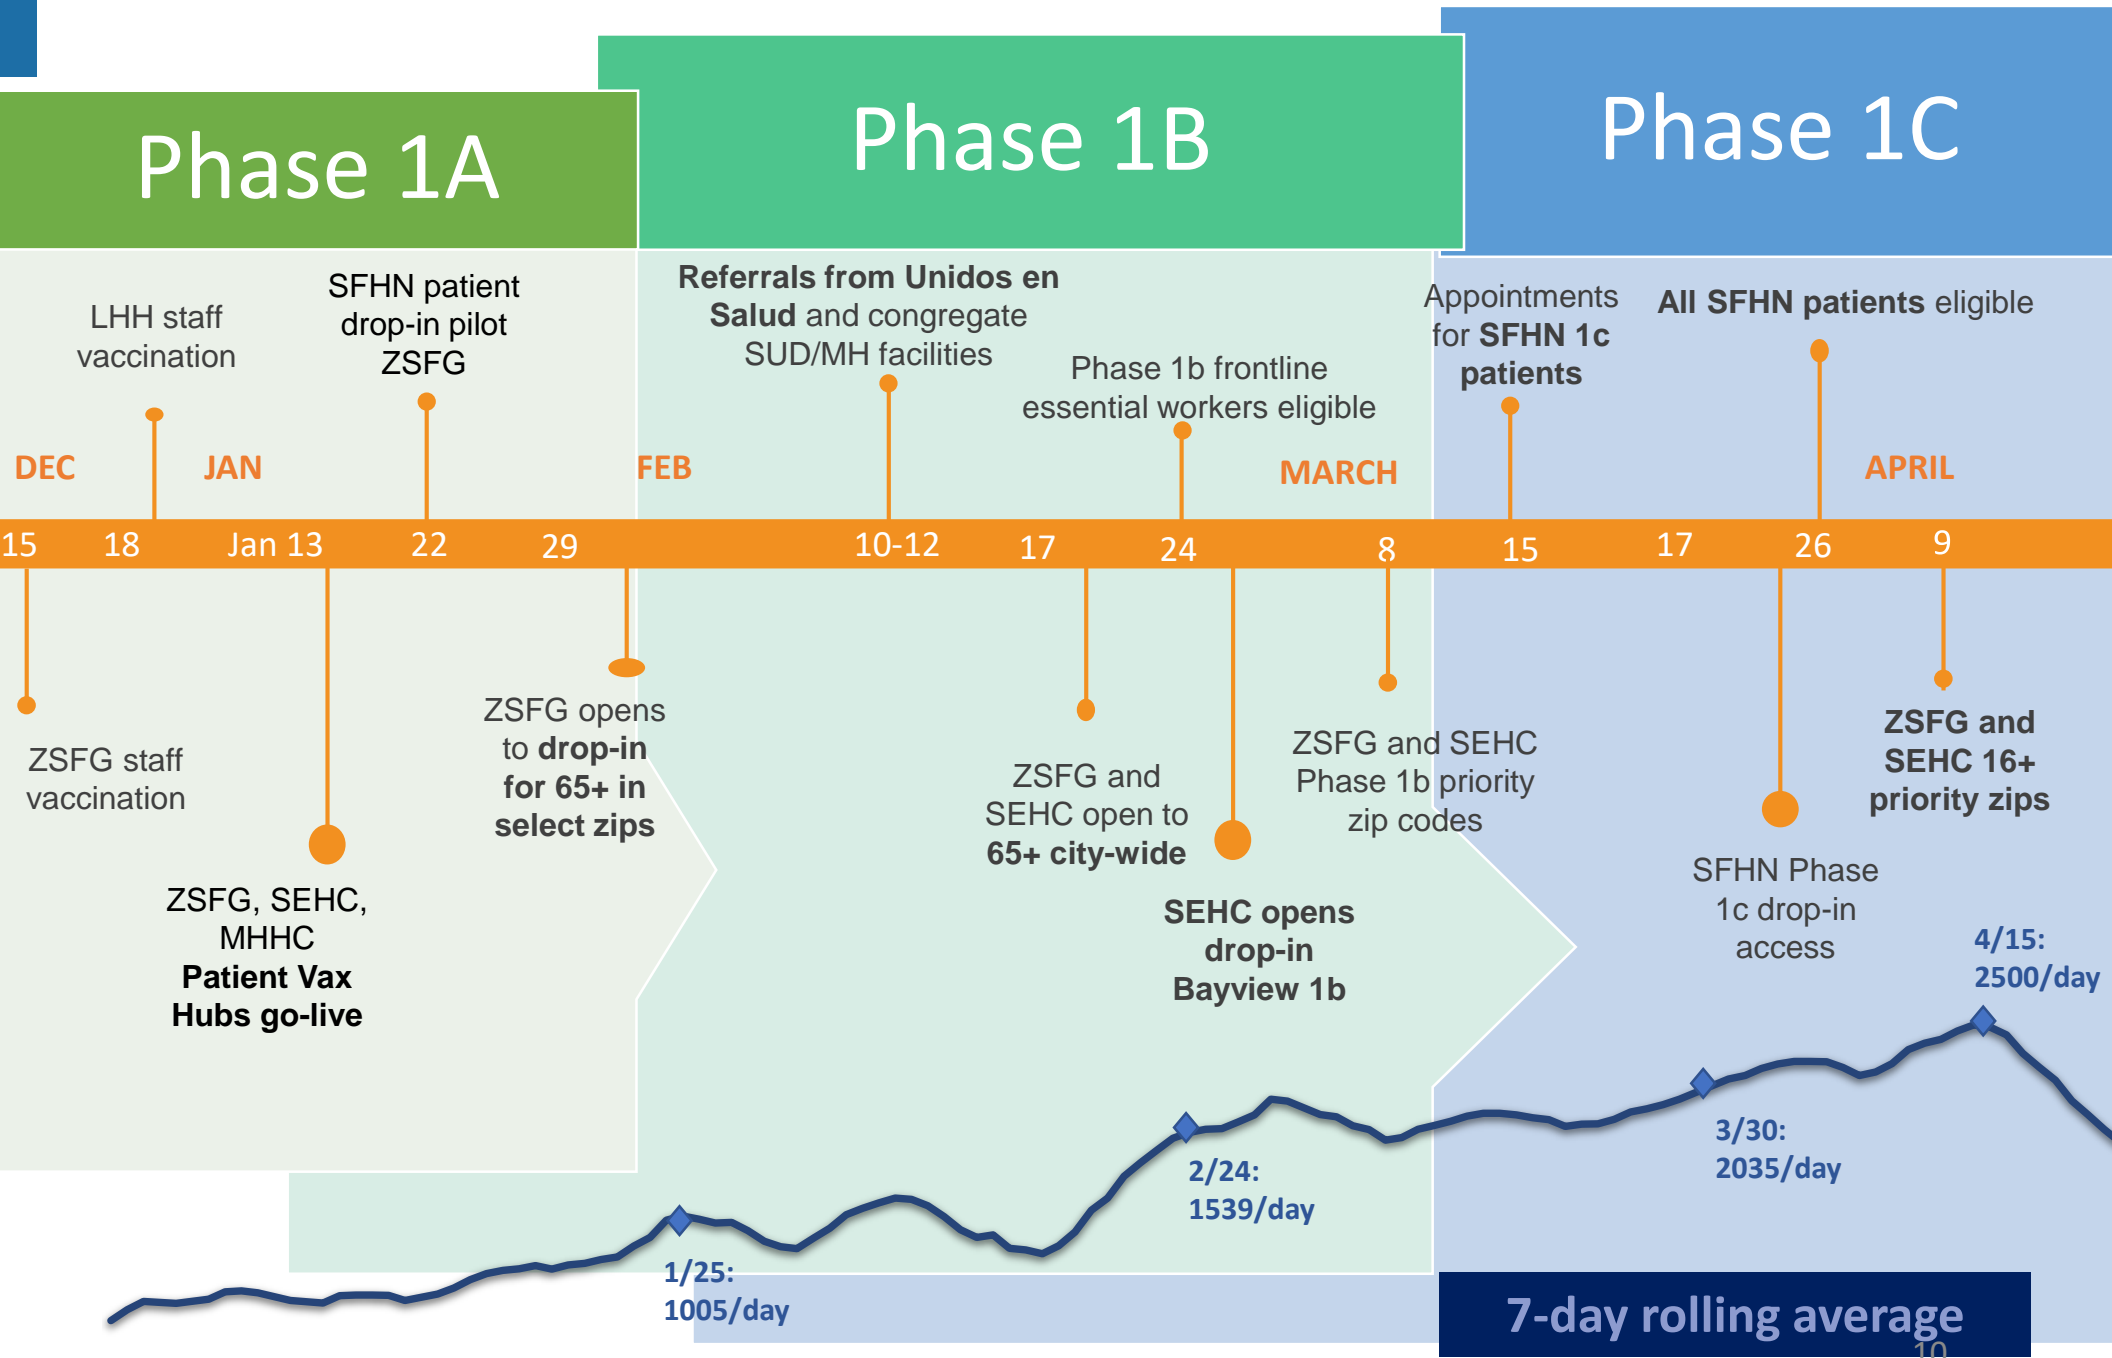 Phase 1A
Phase 1B
Phase 1C
LHH staff
vaccination
SFHN patient
drop-in pilot
ZSFG
Referrals from Unidos en
Salud and congregate
SUD/MH facilities
Phase 1b frontline
essential workers eligible
Appointments
for SFHN 1c
patients
All SFHN patients eligible
DEC
JAN
FEB
MARCH
APRIL
15
18
Jan 13
22
29
10-12
17
24
8
15
17
26
9
ZSFG staff
vaccination
ZSFG, SEHC,
MHHC
Patient Vax
Hubs go-live
ZSFG opens
to drop-in
for 65+ in
select zips
ZSFG and
SEHC open to
65+ city-wide
SEHC opens
drop-in
Bayview 1b
ZSFG and SEHC
Phase 1b priority
zip codes
SFHN Phase
1c drop-in
access
ZSFG and
SEHC 16+
priority zips
1/25:
1005/day
2/24:
1539/day
3/30:
2035/day
4/15:
2500/day
7-day rolling average
10